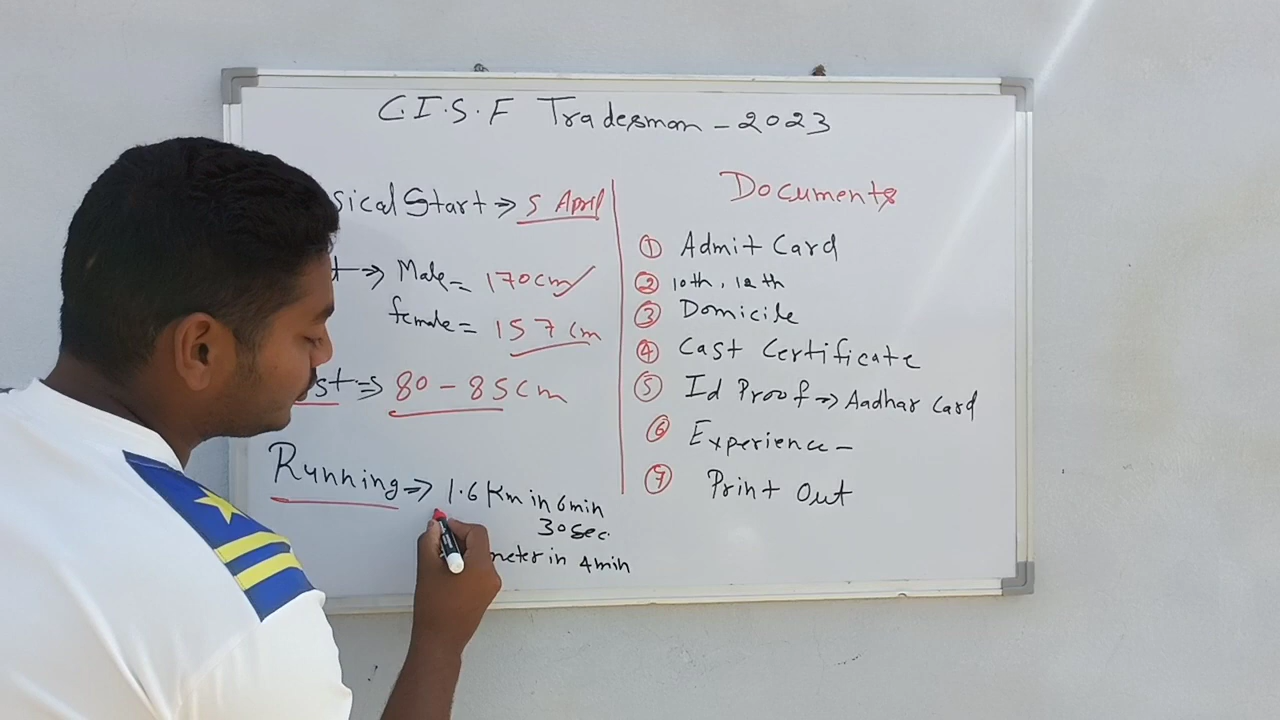 C.I.S.F Tradesman - 2023
sical Start → 5 April
t ⇒ Male = 170cm ✓
female = 157 cm
st ⇒ 80 - 85cm
Running ⇒ 1.6 Km in 6min
30sec.
meter in 4min
Documents
① Admit Card
② 10th, 12th
③ Domicile
④ Cast Certificate
⑤ Id Proof → Aadhar Card
⑥ Experience -
⑦ Print Out